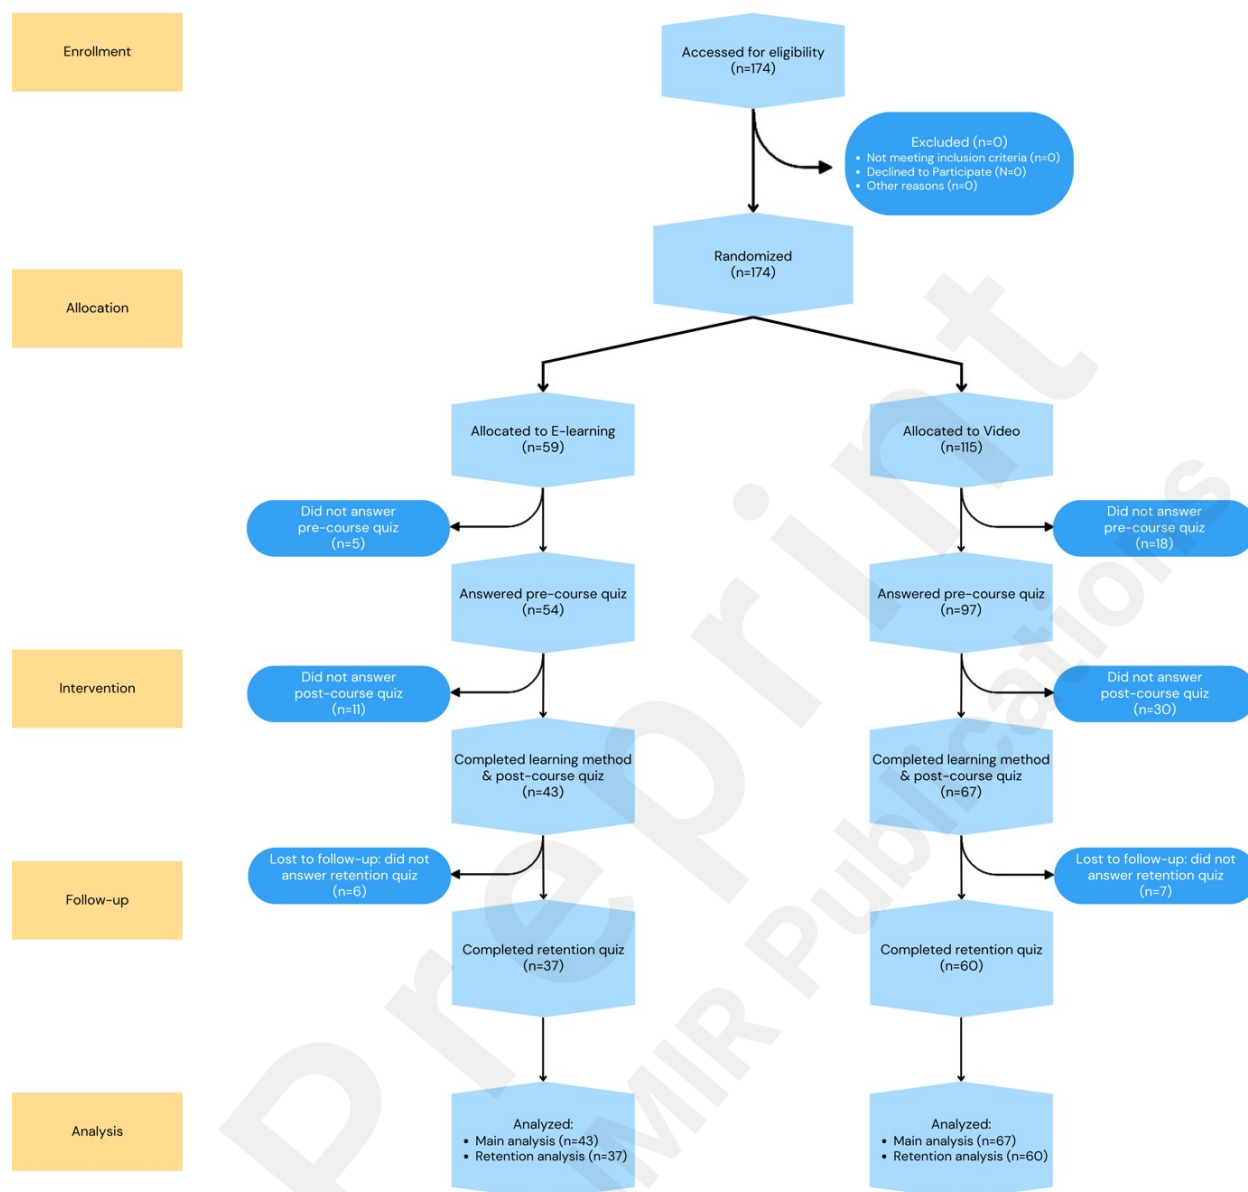 Enrollment
Accessed for eligibility
(n=174)
Excluded (n=0)
• Not meeting inclusion criteria (n=0)
• Declined to Participate (N=0)
• Other reasons (n=0)
Randomized
(n=174)
Allocation
Allocated to E-learning
(n=59)
Allocated to Video
(n=115)
Did not answer
pre-course quiz
(n=5)
Did not answer
pre-course quiz
(n=18)
Answered pre-course quiz
(n=54)
Answered pre-course quiz
(n=97)
Intervention
Did not answer
post-course quiz
(n=11)
Did not answer
post-course quiz
(n=30)
Completed learning method
& post-course quiz
(n=43)
Completed learning method
& post-course quiz
(n=67)
Follow-up
Lost to follow-up: did not
answer retention quiz
(n=6)
Lost to follow-up: did not
answer retention quiz
(n=7)
Completed retention quiz
(n=37)
Completed retention quiz
(n=60)
Analysis
Analyzed:
• Main analysis (n=43)
• Retention analysis (n=37)
Analyzed:
• Main analysis (n=67)
• Retention analysis (n=60)
Preprint
JMIR Publications